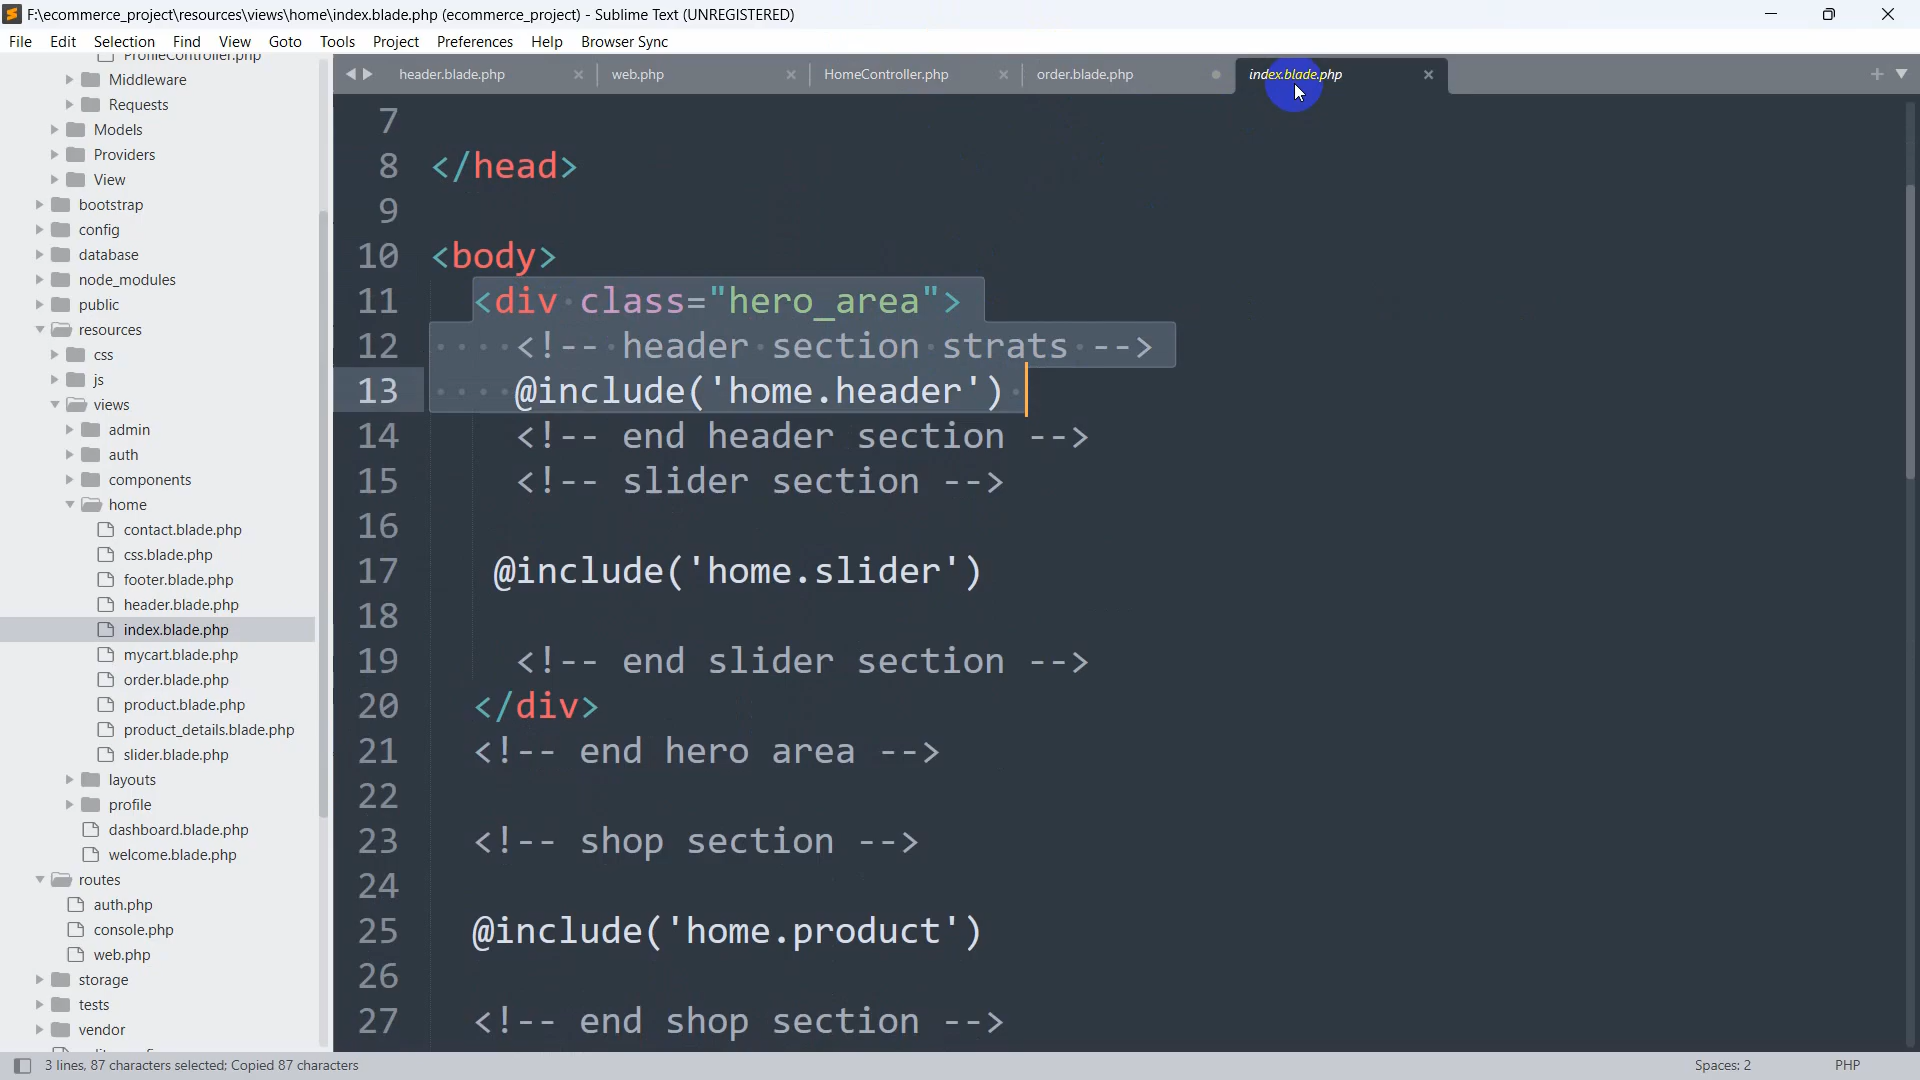 F:\ecommerce_project\resources\views\home\index.blade.php (ecommerce_project) - Sublime Text (UNREGISTERED)
File Edit Selection Find View Goto Tools Project Preferences Help Browser Sync
ProfileController.php
Middleware
Requests
Models
Providers
View
bootstrap
config
database
node_modules
public
resources
css
js
views
admin
auth
components
home
contact.blade.php
css.blade.php
footer.blade.php
header.blade.php
index.blade.php
mycart.blade.php
order.blade.php
product.blade.php
product_details.blade.php
slider.blade.php
layouts
profile
dashboard.blade.php
welcome.blade.php
routes
auth.php
console.php
web.php
storage
tests
vendor
header.blade.php web.php HomeController.php order.blade.php index.blade.php
7
8 </head>
9
10 <body>
11 <div class="hero_area">
12 <!-- header section strats -->
13 @include('home.header')
14 <!-- end header section -->
15 <!-- slider section -->
16
17 @include('home.slider')
18
19 <!-- end slider section -->
20 </div>
21 <!-- end hero area -->
22
23 <!-- shop section -->
24
25 @include('home.product')
26
27 <!-- end shop section -->
3 lines, 87 characters selected; Copied 87 characters
Spaces: 2 PHP